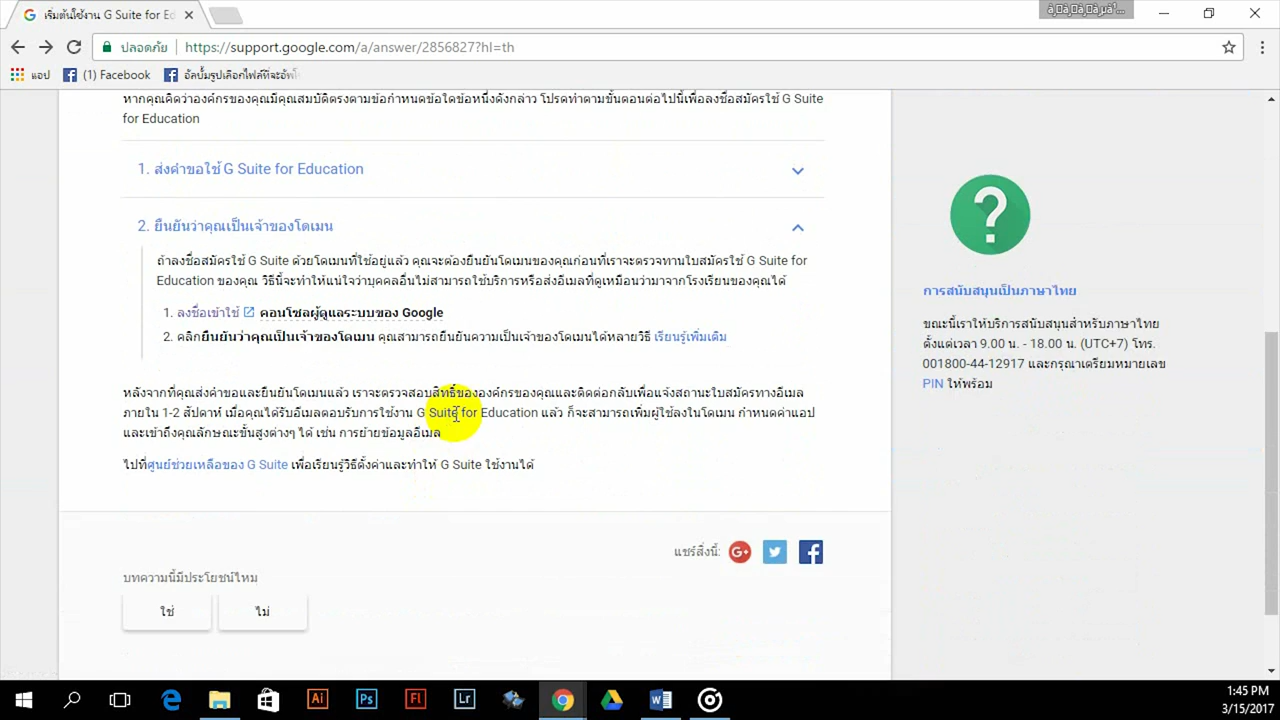 เริ่มต้นใช้งาน G Suite for Ed
ปลอดภัย
https://support.google.com/a/answer/2856827?hl=th
แอป
(1) Facebook
หากคุณคิดว่าองค์กรของคุณมีคุณสมบัติตรงตามข้อกำหนดข้อใดข้อหนึ่งดังกล่าว โปรดทำตามขั้นตอนต่อไปนี้เพื่อลงชื่อสมัครใช้ G Suite
for Education
1. ส่งคำขอใช้ G Suite for Education
2. ยืนยันว่าคุณเป็นเจ้าของโดเมน
ถ้าลงชื่อสมัครใช้ G Suite ด้วยโดเมนที่ใช้อยู่แล้ว คุณจะต้องยืนยันโดเมนของคุณก่อนที่เราจะตรวจทานใบสมัครใช้ G Suite for
Education ของคุณ วิธีนี้จะทำให้แน่ใจว่าบุคคลอื่นไม่สามารถใช้บริการหรือส่งอีเมลที่ดูเหมือนว่ามาจากโรงเรียนของคุณได้
1. ลงชื่อเข้าใช้ คอนโซลผู้ดูแลระบบของ Google
2. คลิกยืนยันว่าคุณเป็นเจ้าของโดเมน คุณสามารถยืนยันความเป็นเจ้าของโดเมนได้หลายวิธี เรียนรู้เพิ่มเติม
หลังจากที่คุณส่งคำขอและยืนยันโดเมนแล้ว เราจะตรวจสอบสิทธิ์ขององค์กรของคุณและติดต่อกลับเพื่อแจ้งสถานะใบสมัครทางอีเมล
ภายใน 1-2 สัปดาห์ เมื่อคุณได้รับอีเมลตอบรับการใช้งาน G Suite for Education แล้ว ก็จะสามารถเพิ่มผู้ใช้ลงในโดเมน กำหนดค่าแอป
และเข้าถึงคุณลักษณะขั้นสูงต่างๆ ได้ เช่น การย้ายข้อมูลอีเมล
ไปที่ศูนย์ช่วยเหลือของ G Suite เพื่อเรียนรู้วิธีตั้งค่าและทำให้ G Suite ใช้งานได้
แชร์สิ่งนี้:
บทความนี้มีประโยชน์ไหม
ใช่
ไม่
การสนับสนุนเป็นภาษาไทย
ขณะนี้เราให้บริการสนับสนุนสำหรับภาษาไทย
ตั้งแต่เวลา 9.00 น. - 18.00 น. (UTC+7) โทร.
001800-44-12917 และกรุณาเตรียมหมายเลข
PIN ให้พร้อม
1:45 PM
3/15/2017